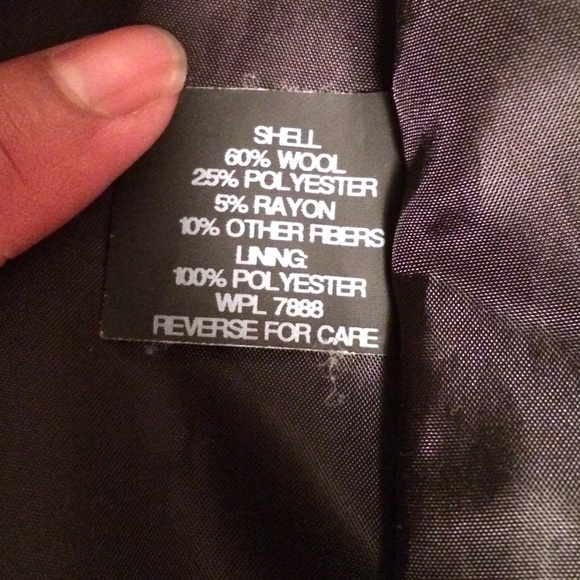 SHELL
60% WOOL
25% POLYESTER
5% RAYON
10% OTHER FIBERS
LINING:
100% POLYESTER
WPL 7888
REVERSE FOR CARE